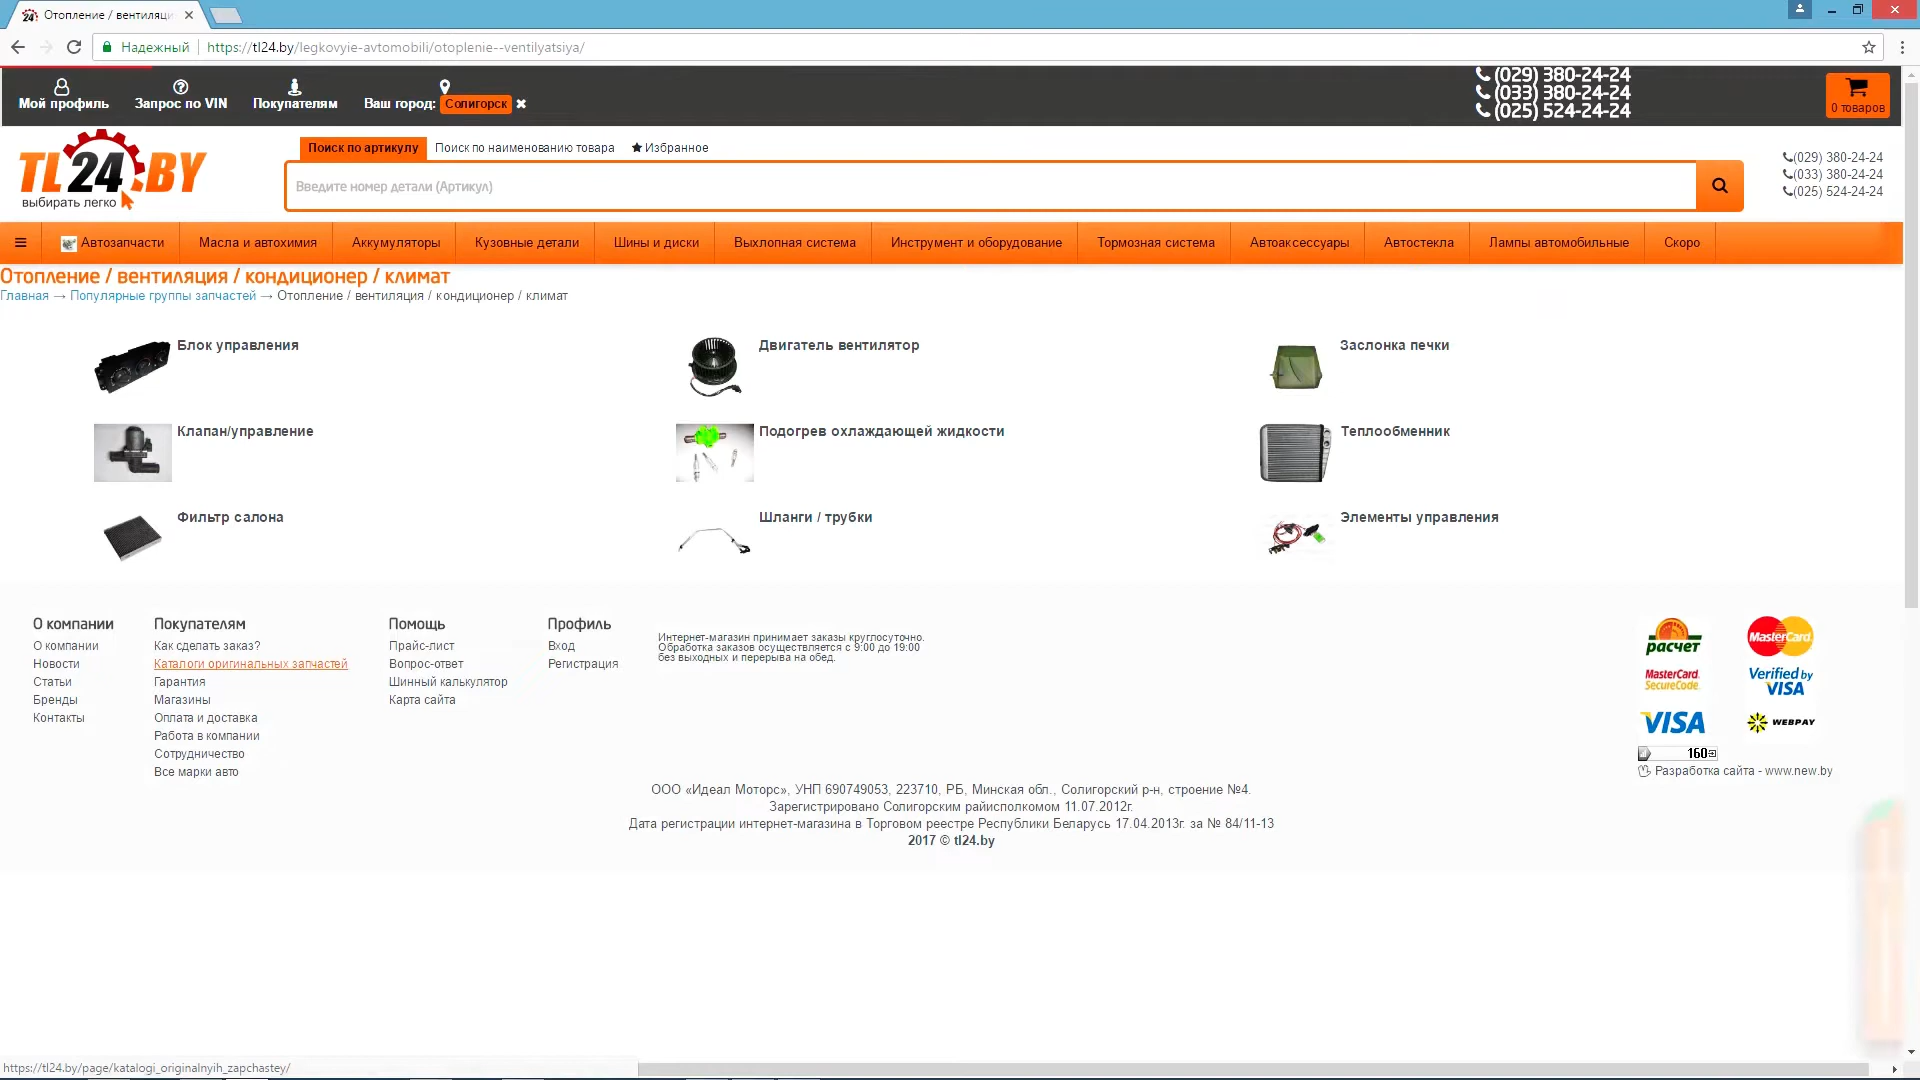 Отопление / вентиляци
Надежный
https://tl24.by/legkovyie-avtomobili/otoplenie--ventilyatsiya/
Мой профиль
Запрос по VIN
Покупателям
Ваш город: Солигорск
(029) 380-24-24
(033) 380-24-24
(025) 524-24-24
0 товаров
TL24.BY
выбирать легко
Поиск по артикулу
Поиск по наименованию товара
Избранное
Введите номер детали (Артикул)
(029) 380-24-24
(033) 380-24-24
(025) 524-24-24
Автозапчасти
Масла и автохимия
Аккумуляторы
Кузовные детали
Шины и диски
Выхлопная система
Инструмент и оборудование
Тормозная система
Автоаксессуары
Автостекла
Лампы автомобильные
Скоро
Отопление / вентиляция / кондиционер / климат
Главная → Популярные группы запчастей → Отопление / вентиляция / кондиционер / климат
Блок управления
Двигатель вентилятор
Заслонка печки
Клапан/управление
Подогрев охлаждающей жидкости
Теплообменник
Фильтр салона
Шланги / трубки
Элементы управления
О компании
О компании
Новости
Статьи
Бренды
Контакты
Покупателям
Как сделать заказ?
Каталоги оригинальных запчастей
Гарантия
Магазины
Оплата и доставка
Работа в компании
Сотрудничество
Все марки авто
Помощь
Прайс-лист
Вопрос-ответ
Шинный калькулятор
Карта сайта
Профиль
Вход
Регистрация
Интернет-магазин принимает заказы круглосуточно.
Обработка заказов осуществляется с 9:00 до 19:00
без выходных и перерыва на обед.
расчет
MasterCard
MasterCard.
SecureCode.
Verified by
VISA
VISA
WEBPAY
160
Разработка сайта - www.new.by
ООО «Идеал Моторс», УНП 690749053, 223710, РБ, Минская обл., Солигорский р-н, строение №4.
Зарегистрировано Солигорским райисполкомом 11.07.2012г.
Дата регистрации интернет-магазина в Торговом реестре Республики Беларусь 17.04.2013г. за № 84/11-13
2017 © tl24.by
https://tl24.by/page/katalogi_originalnyih_zapchastey/